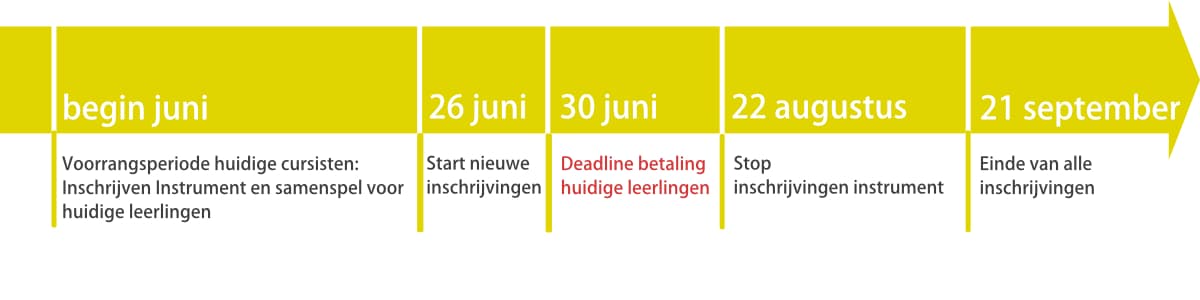 begin juni
Voorrangsperiode huidige cursisten:
Inschrijven Instrument en samenspel voor
huidige leerlingen
26 juni
Start nieuwe
inschrijvingen
30 juni
Deadline betaling
huidige leerlingen
22 augustus
Stop
inschrijvingen instrument
21 september
Einde van alle
inschrijvingen